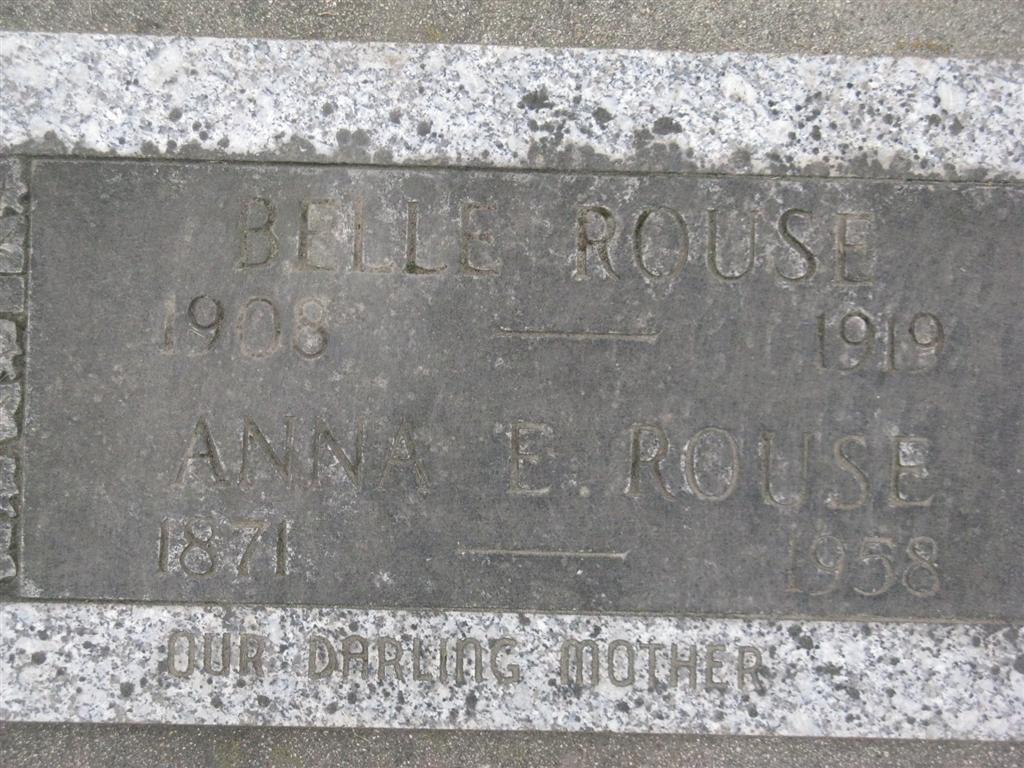 BELLE ROUSE
1908 — 1919
ANNA E. ROUSE
1871 — 1958
OUR DARLING MOTHER